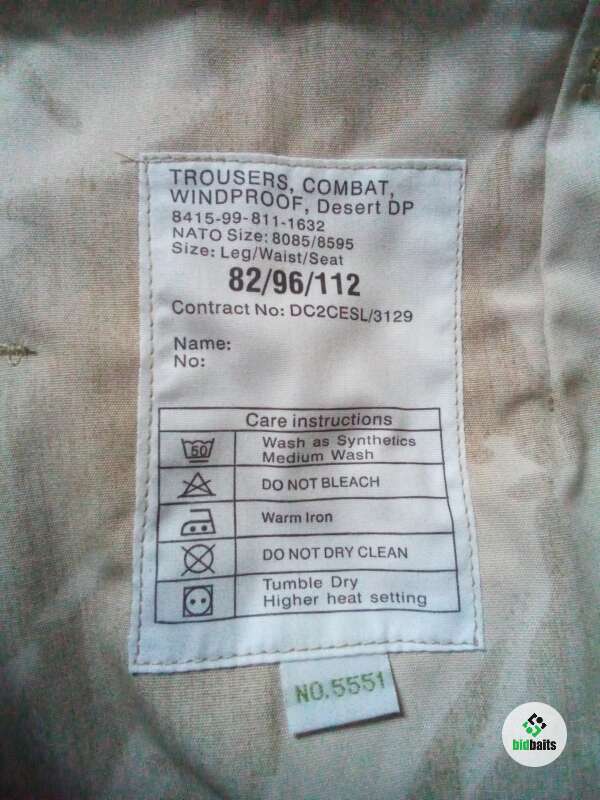 TROUSERS, COMBAT,
WINDPROOF, Desert DP
8415-99-811-1632
NATO Size: 8085/8595
Size: Leg/Waist/Seat
82/96/112
Contract No: DC2CESL/3129
Name:
No:
Care instructions
50
Wash as Synthetics
Medium Wash
DO NOT BLEACH
Warm Iron
DO NOT DRY CLEAN
Tumble Dry
Higher heat setting
NO.5551
bidbaits